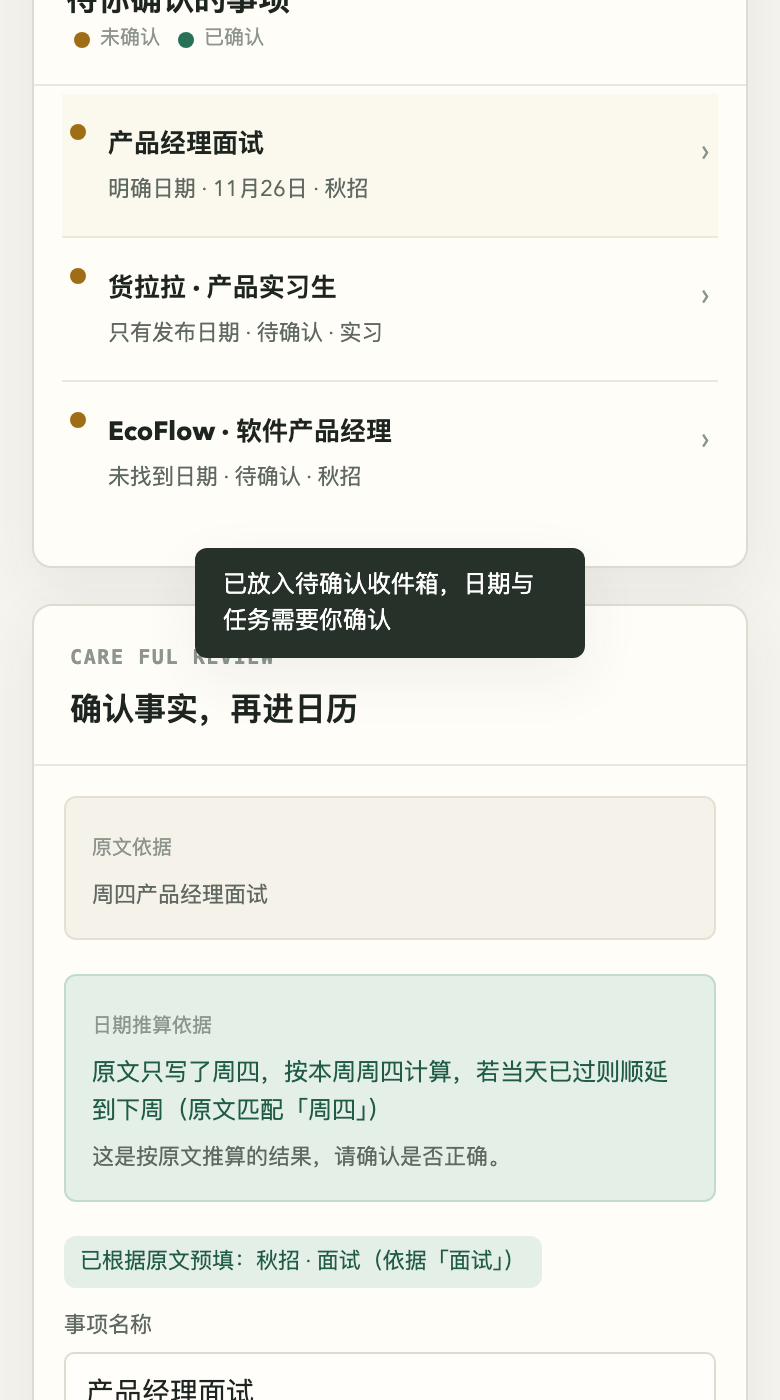 待你确认的事项
未确认 已确认
产品经理面试
明确日期 · 11月26日 · 秋招
›
货拉拉 · 产品实习生
只有发布日期 · 待确认 · 实习
›
EcoFlow · 软件产品经理
未找到日期 · 待确认 · 秋招
›
已放入待确认收件箱，日期与
任务需要你确认
CARE FUL REVIEW
确认事实，再进日历
原文依据
周四产品经理面试
日期推算依据
原文只写了周四，按本周周四计算，若当天已过则顺延
到下周（原文匹配「周四」）
这是按原文推算的结果，请确认是否正确。
已根据原文预填：秋招 · 面试（依据「面试」）
事项名称
产品经理面试